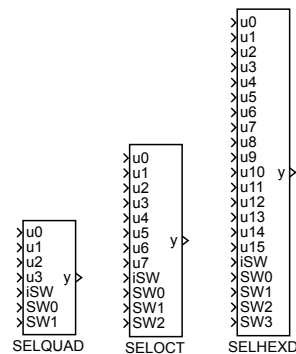 u0
u1
u2
u3
iSW
SW0
SW1
y
SELQUAD
u0
u1
u2
u3
u4
u5
u6
u7
iSW
SW0
SW1
SW2
y
SELOCT
u0
u1
u2
u3
u4
u5
u6
u7
u8
u9
u10
u11
u12
u13
u14
u15
iSW
SW0
SW1
SW2
SW3
y
SELHEXD